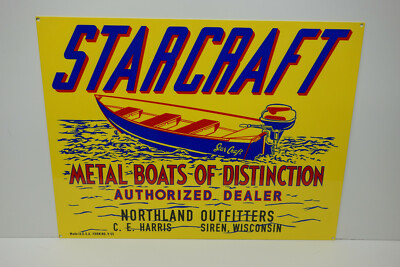 STARCRAFT
Star Craft
METAL BOATS OF DISTINCTION
AUTHORIZED DEALER
NORTHLAND OUTFITTERS
C. E. HARRIS SIREN, WISCONSIN